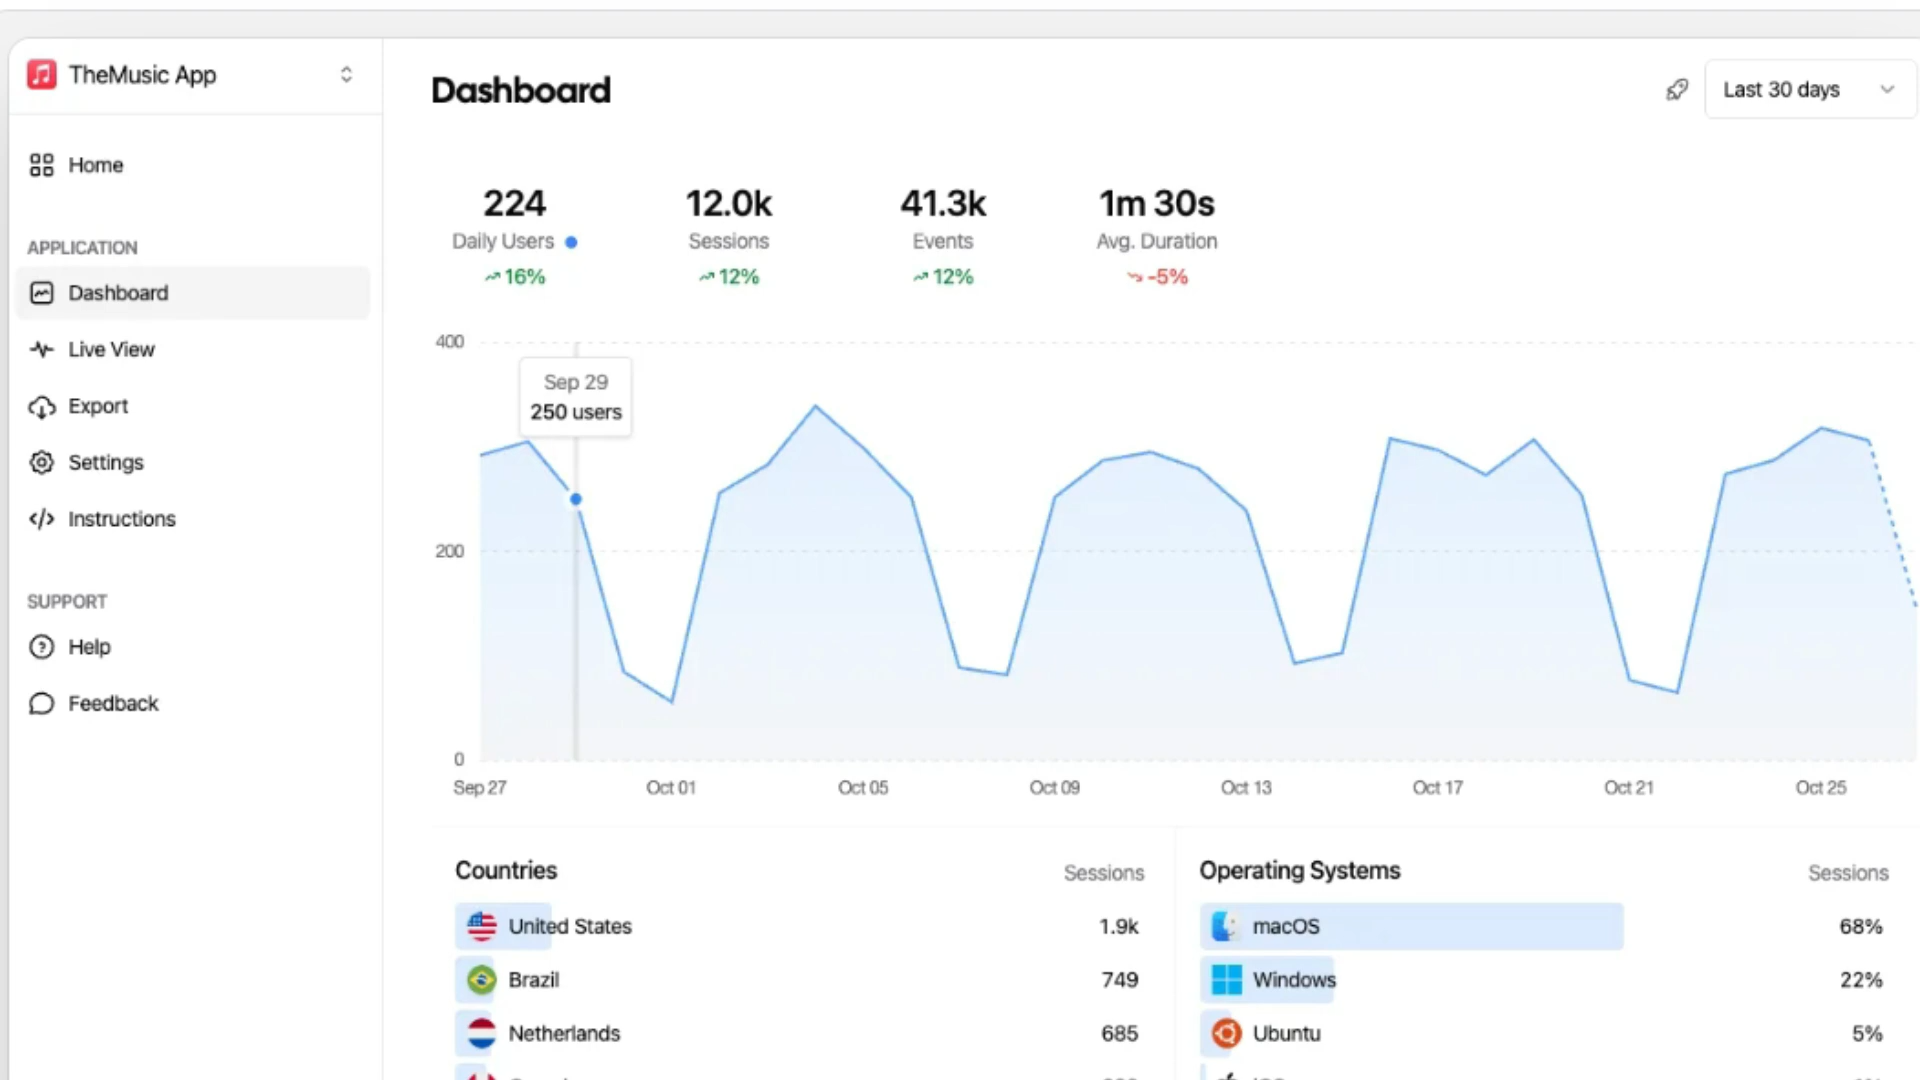 TheMusic App
Home
APPLICATION
Dashboard
Live View
Export
Settings
Instructions
SUPPORT
Help
Feedback
Dashboard
Last 30 days
224
Daily Users
16%
12.0k
Sessions
12%
41.3k
Events
12%
1m 30s
Avg. Duration
-5%
400
200
0
Sep 29
250 users
Sep 27 Oct 01 Oct 05 Oct 09 Oct 13 Oct 17 Oct 21 Oct 25
Countries Sessions
United States 1.9k
Brazil 749
Netherlands 685
Operating Systems Sessions
macOS 68%
Windows 22%
Ubuntu 5%